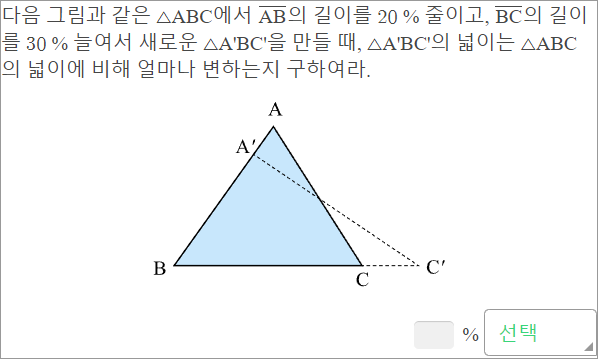 다음 그림과 같은 △ABC에서 AB의 길이를 20 % 줄이고, BC의 길이
를 30 % 늘여서 새로운 △A'BC'을 만들 때, △A'BC'의 넓이는 △ABC
의 넓이에 비해 얼마나 변하는지 구하여라.
A
A′
B
C
C′
% 선택